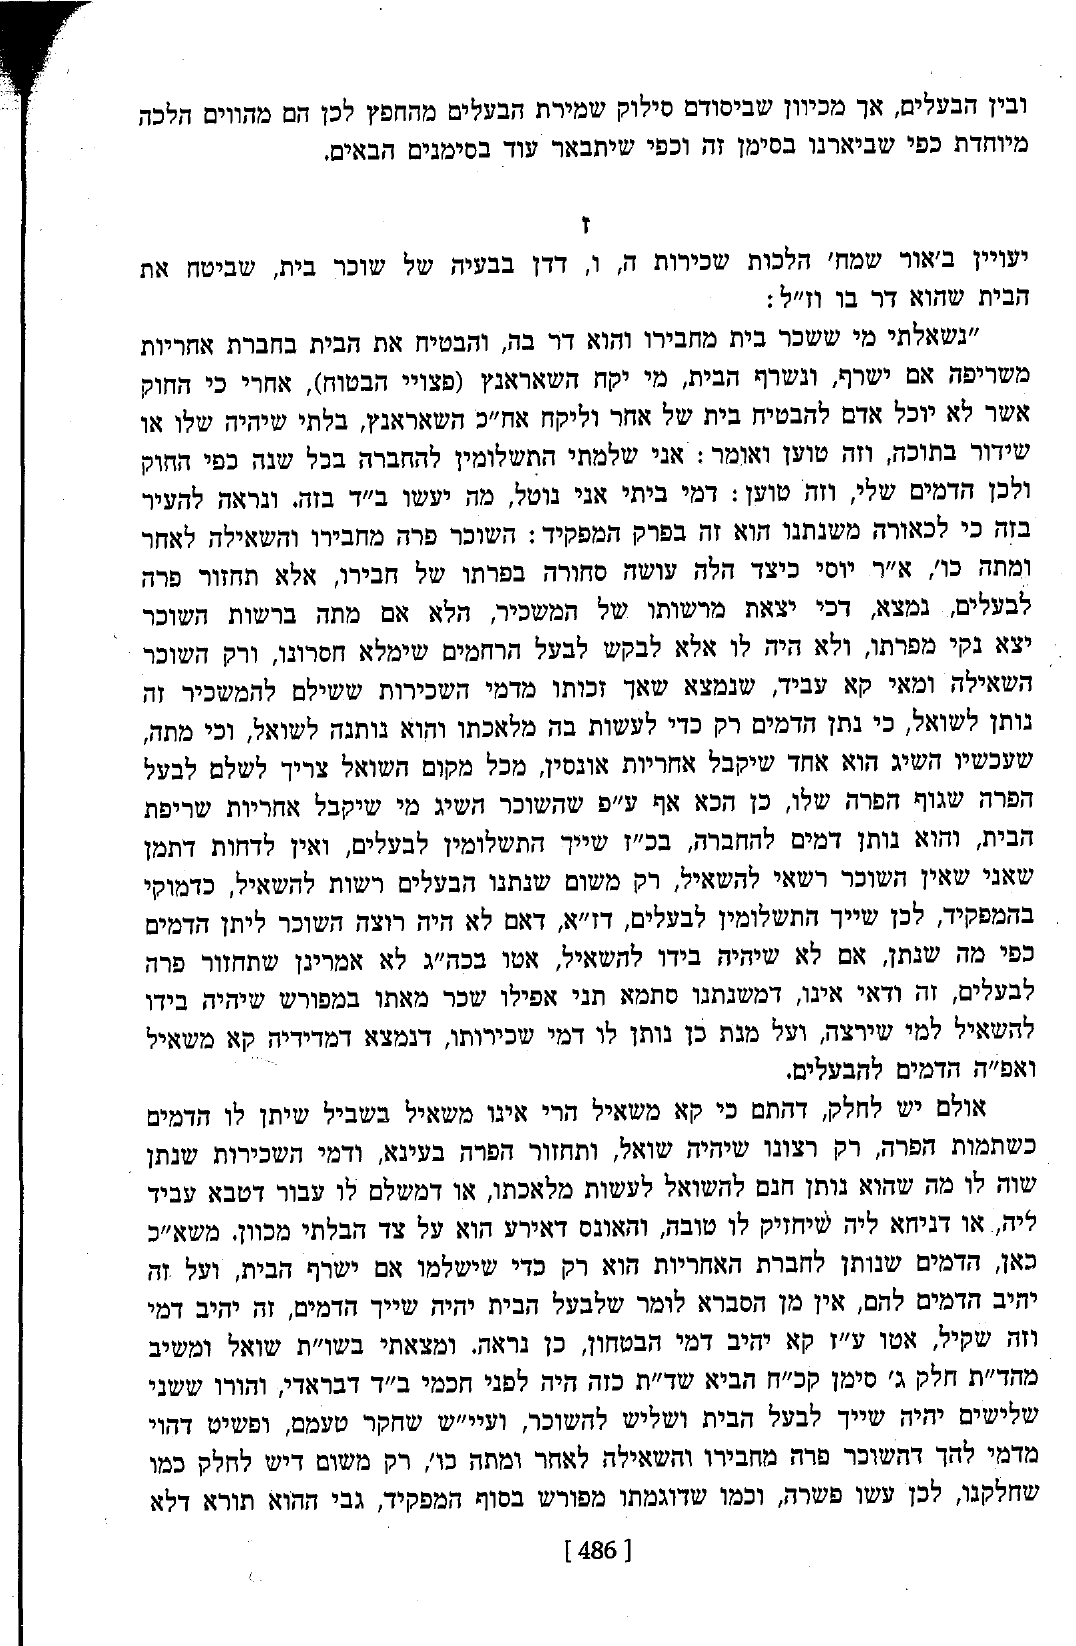 ובין הבעלים, אך מכיוון שביסודם סילוק שמירת הבעלים מהחפץ לכן הם מהווים הלכה
מיוחדת כפי שביארנו בסימן זה וכפי שיתבאר עוד בסימנים הבאים.
ז
יעויין ב'אור שמח' הלכות שכירות ה, ו, דדן בבעיה של שוכר בית, שביטח את
הבית שהוא דר בו וז"ל:
"נשאלתי מי ששכר בית מחבירו והוא דר בה, והבטיח את הבית בחברת אחריות
משריפה אם ישרף, ונשרף הבית, מי יקח השאראנץ (פצויי הבטוח), אחרי כי החוק
אשר לא יוכל אדם להבטיח בית של אחר וליקח אח"כ השאראנץ, בלתי שיהיה שלו או
שידור בתוכה, וזה טוען ואומר: אני שלמתי התשלומין להחברה בכל שנה כפי החוק
ולכן הדמים שלי, וזה טוען: דמי ביתי אני נוטל, מה יעשו ב"ד בזה. ונראה להעיר
בזה כי לכאורה משנתנו הוא זה בפרק המפקיד: השוכר פרה מחבירו והשאילה לאחר
ומתה כו', א"ר יוסי כיצד הלה עושה סחורה בפרתו של חבירו, אלא תחזור פרה
לבעלים, נמצא, דכי יצאת מרשותו של המשכיר, הלא אם מתה ברשות השוכר
יצא נקי מפרתו, ולא היה לו אלא לבקש לבעל הרחמים שימלא חסרונו, ורק השוכר
השאילה ומאי קא עביד, שנמצא שאך זכותו מדמי השכירות ששילם להמשכיר זה
נותן לשואל, כי נתן הדמים רק כדי לעשות בה מלאכתו והוא נותנה לשואל, וכי מתה,
שעכשיו השיג הוא אחד שיקבל אחריות אונסין, מכל מקום השואל צריך לשלם לבעל
הפרה שגוף הפרה שלו, כן הכא אף ע"פ שהשוכר השיג מי שיקבל אחריות שריפת
הבית, והוא נותן דמים להחברה, בכ"ז שייך התשלומין לבעלים, ואין לדחות דתמן
שאני שאין השוכר רשאי להשאיל, רק משום שנתנו הבעלים רשות להשאיל, כדמוקי
בהמפקיד, לכן שייך התשלומין לבעלים, דז"א, דאם לא היה רוצה השוכר ליתן הדמים
כפי מה שנתן, אם לא שיהיה בידו להשאיל, אטו בכה"ג לא אמרינן שתחזור פרה
לבעלים, זה ודאי אינו, דמשנתנו סתמא תני אפילו שכר מאתו במפורש שיהיה בידו
להשאיל למי שירצה, ועל מנת כן נותן לו דמי שכירותו, דנמצא דמדידיה קא משאיל
ואפ"ה הדמים להבעלים.
אולם יש לחלק, דהתם כי קא משאיל הרי אינו משאיל בשביל שיתן לו הדמים
כשתמות הפרה, רק רצונו שיהיה שואל, ותחזור הפרה בעינא, ודמי השכירות שנתן
שוה לו מה שהוא נותן חנם להשואל לעשות מלאכתו, או דמשלם לו עבור דטבא עביד
ליה, או דניחא ליה שיחזיק לו טובה, והאונס דאירע הוא על צד הבלתי מכוון. משא"כ
כאן, הדמים שנותן לחברת האחריות הוא רק כדי שישלמו אם ישרף הבית, ועל זה
יהיב הדמים להם, אין מן הסברא לומר שלבעל הבית יהיה שייך הדמים, זה יהיב דמי
וזה שקיל, אטו ע"ז קא יהיב דמי הבטחון, כן נראה. ומצאתי בשו"ת שואל ומשיב
מהד"ת חלק ג' סימן קכ"ח הביא שד"ת כזה היה לפני חכמי ב"ד דבראדי, והורו ששני
שלישים יהיה שייך לבעל הבית ושליש להשוכר, ועיי"ש שחקר טעמם, ופשיט דהוי
מדמי להך דהשוכר פרה מחבירו והשאילה לאחר ומתה כו', רק משום דיש לחלק כמו
שחלקנו, לכן עשו פשרה, וכמו שדוגמתו מפורש בסוף המפקיד, גבי ההוא תורא דלא
[ 486 ]